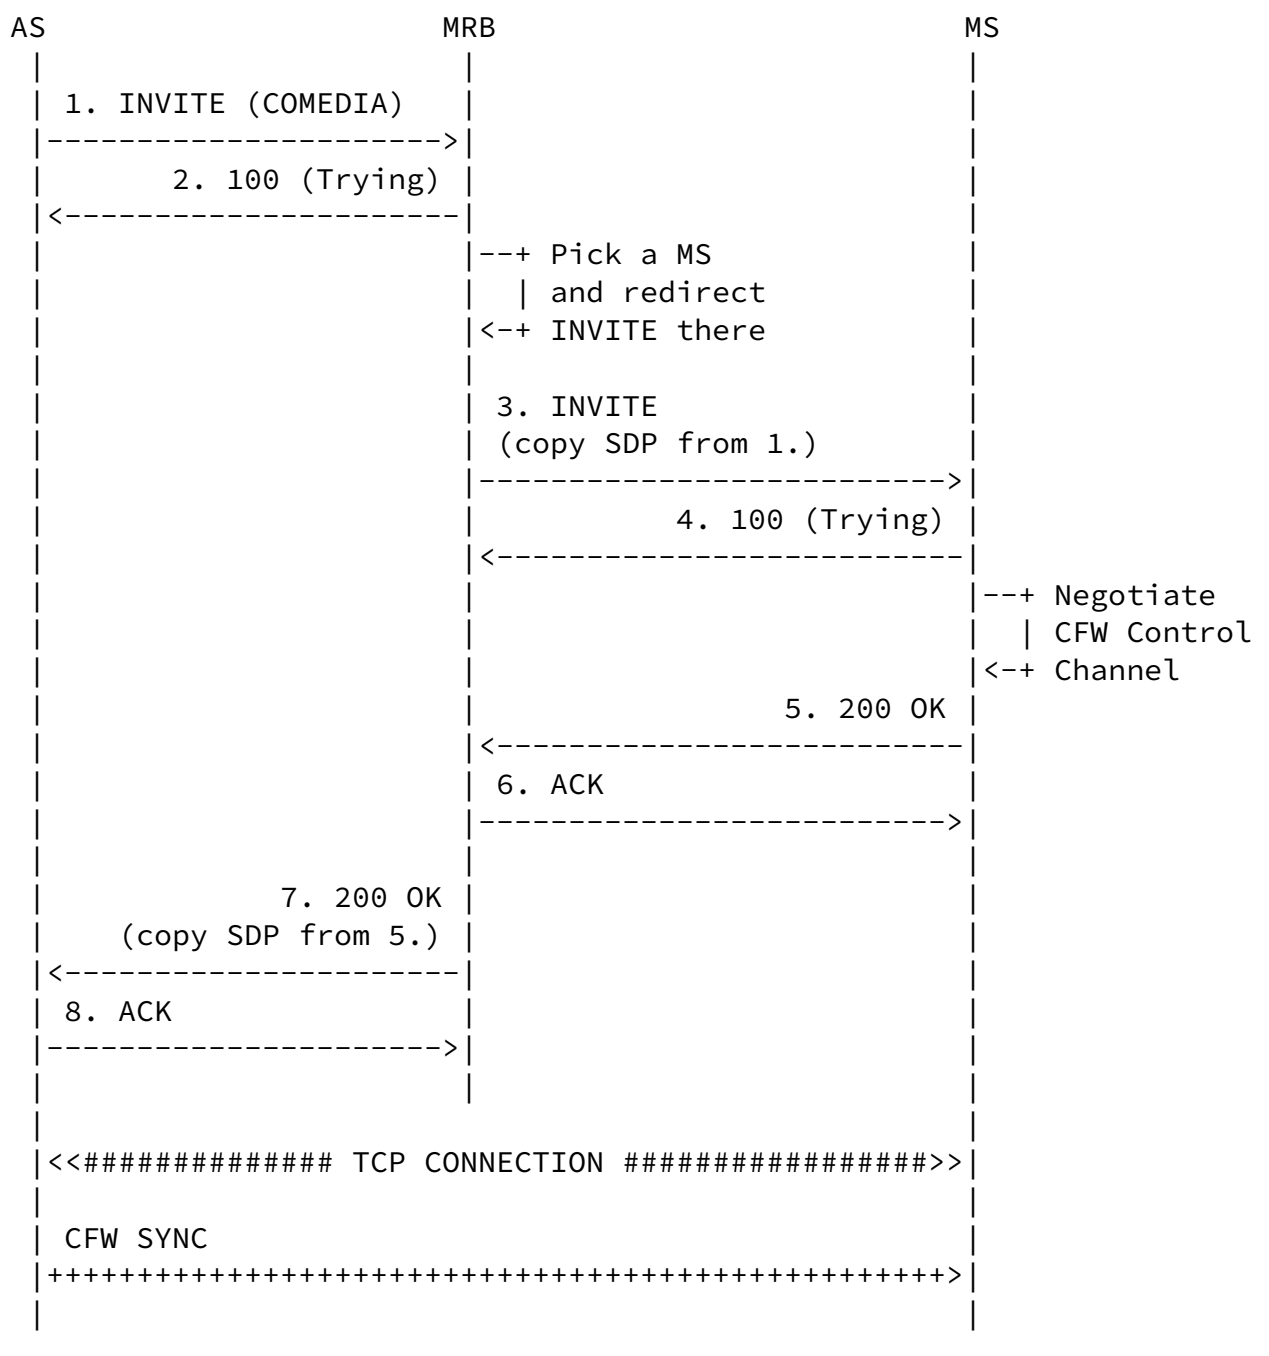 AS MRB MS
1. INVITE (COMEDIA)
2. 100 (Trying)
Pick a MS
and redirect
INVITE there
3. INVITE
(copy SDP from 1.)
4. 100 (Trying)
Negotiate
CFW Control
Channel
5. 200 OK
6. ACK
7. 200 OK
(copy SDP from 5.)
8. ACK
TCP CONNECTION
CFW SYNC